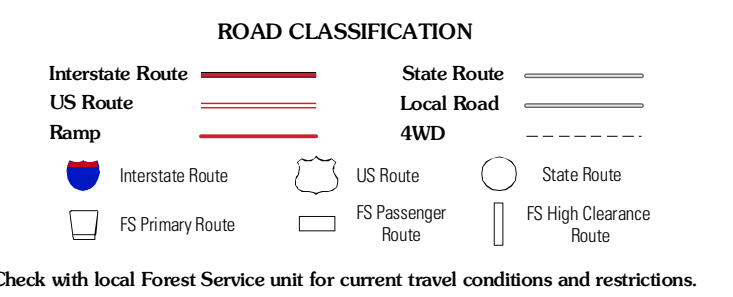 ROAD CLASSIFICATION
Interstate Route State Route
US Route Local Road
Ramp 4WD
Interstate Route US Route State Route
FS Primary Route FS Passenger Route FS High Clearance Route
Check with local Forest Service unit for current travel conditions and restrictions.